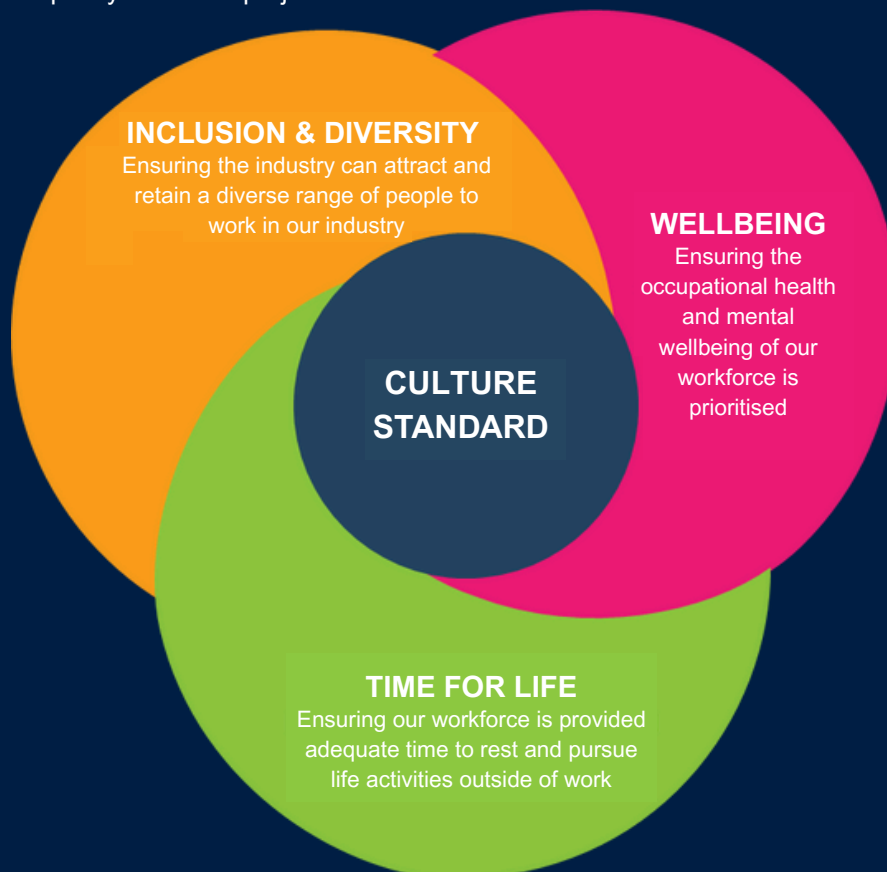 INCLUSION & DIVERSITY
Ensuring the industry can attract and
retain a diverse range of people to
work in our industry
WELLBEING
Ensuring the
occupational health
and mental
wellbeing of our
workforce is
prioritised
CULTURE
STANDARD
TIME FOR LIFE
Ensuring our workforce is provided
adequate time to rest and pursue
life activities outside of work